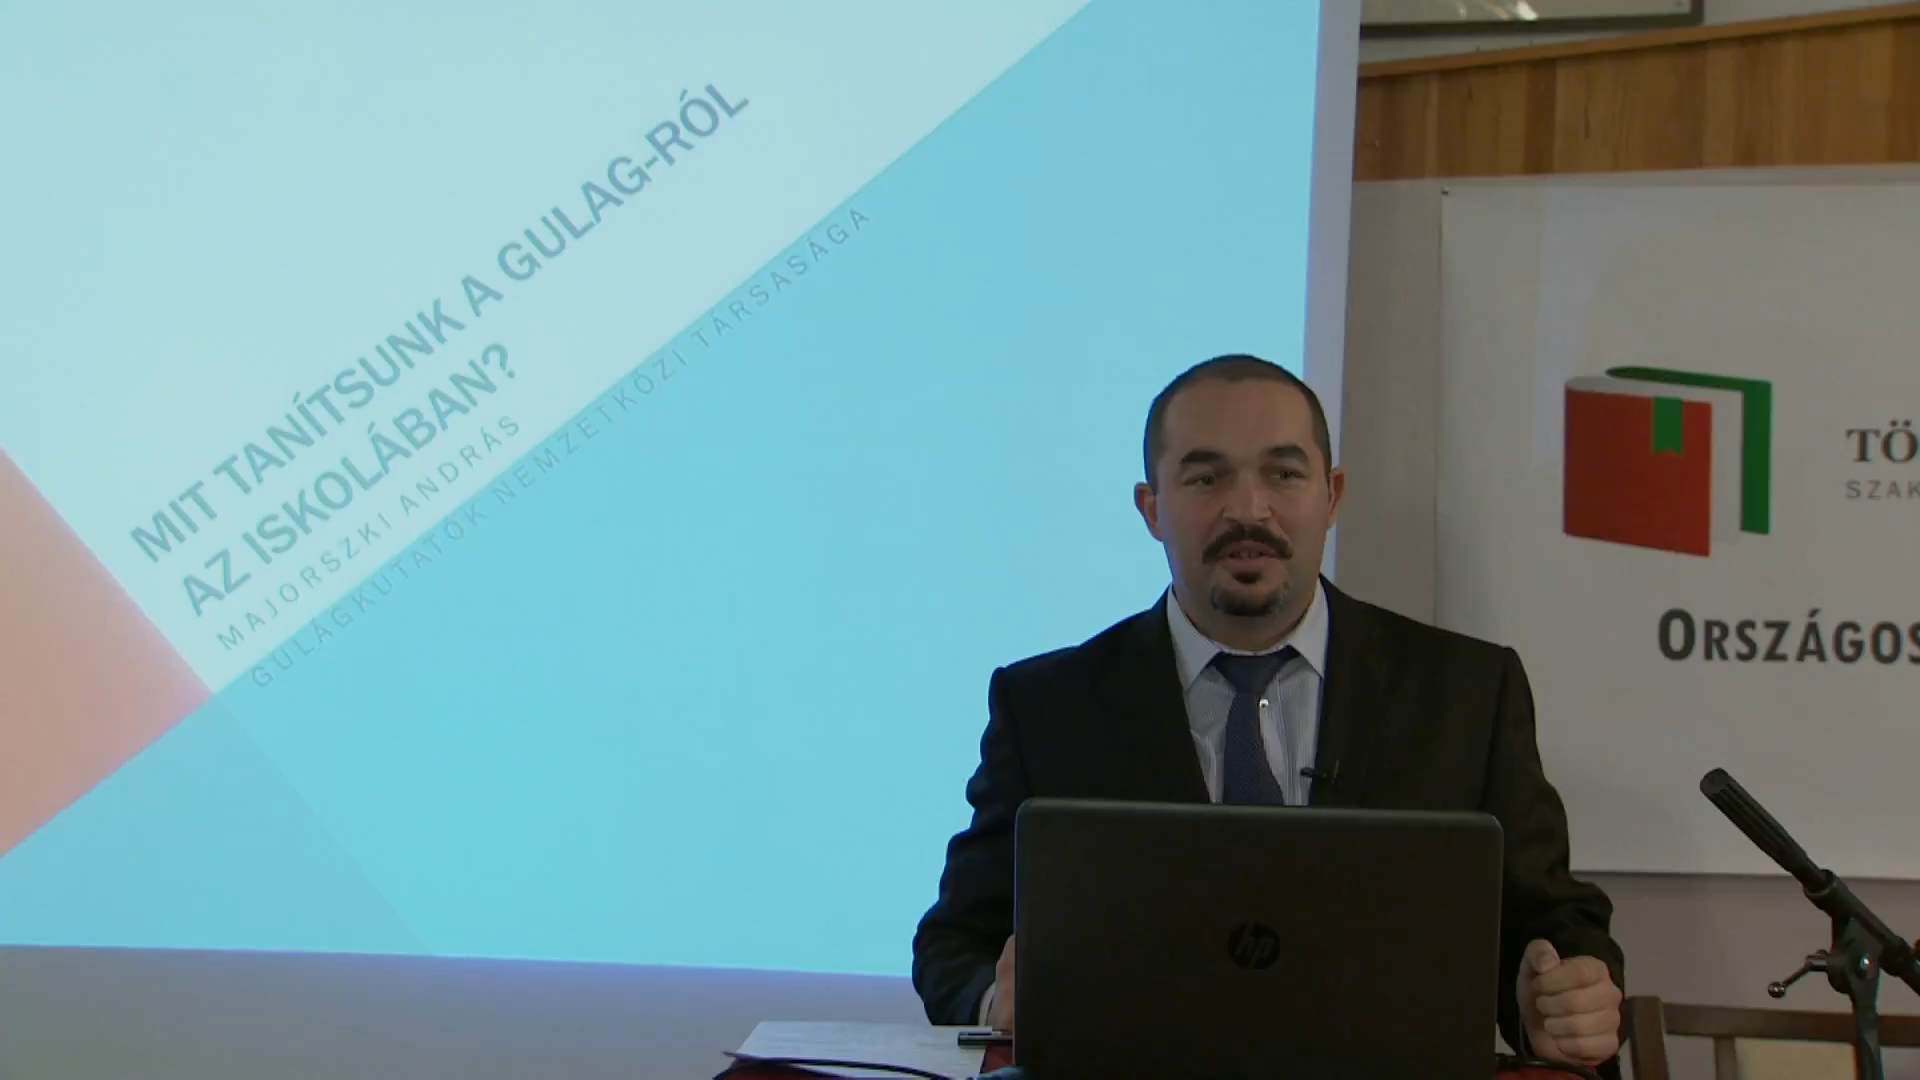 MIT TANÍTSUNK A GULAG-RÓL
AZ ISKOLÁBAN?
MAJORSZKI ANDRÁS
GULÁGKUTATÓK NEMZETKÖZI TÁRSASÁGA
TÖ
SZAK
ORSZÁGOS
hp